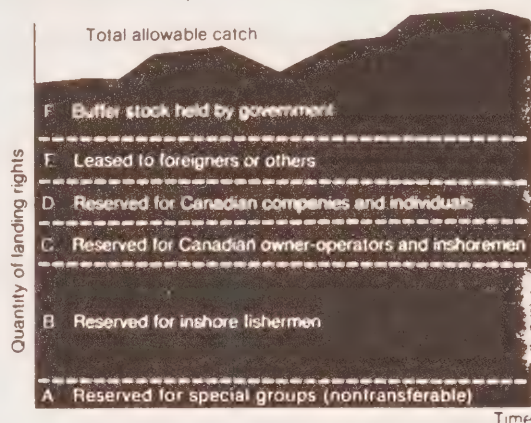 Total allowable catch
F Buffer stock held by government
E Leased to foreigners or others
D Reserved for Canadian companies and individuals
C Reserved for Canadian owner-operators and inshoremen
B Reserved for inshore fishermen
A Reserved for special groups (nontransferable)
Quantity of landing rights
Time